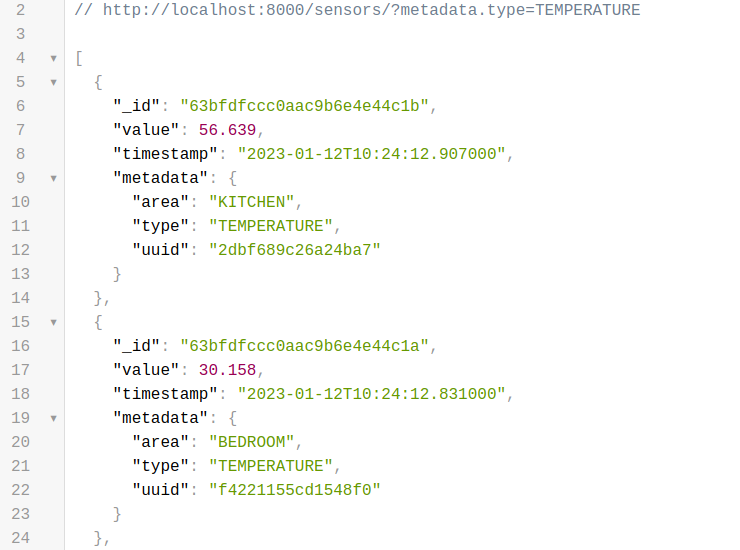 2 // http://localhost:8000/sensors/?metadata.type=TEMPERATURE
3
4 ▼ [
5 ▼ {
6 "_id": "63bfdfccc0aac9b6e4e44c1b",
7 "value": 56.639,
8 "timestamp": "2023-01-12T10:24:12.907000",
9 ▼ "metadata": {
10 "area": "KITCHEN",
11 "type": "TEMPERATURE",
12 "uuid": "2dbf689c26a24ba7"
13 }
14 },
15 ▼ {
16 "_id": "63bfdfccc0aac9b6e4e44c1a",
17 "value": 30.158,
18 "timestamp": "2023-01-12T10:24:12.831000",
19 ▼ "metadata": {
20 "area": "BEDROOM",
21 "type": "TEMPERATURE",
22 "uuid": "f4221155cd1548f0"
23 }
24 },